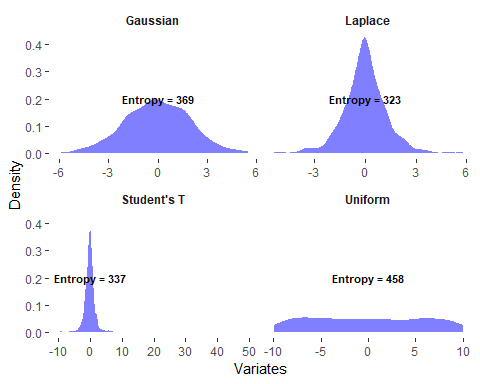 Gaussian Laplace
0.4
0.3
Entropy = 369 Entropy = 323
0.2
0.1
0.0
-6 -3 0 3 6 -3 0 3 6
Density
Student's T Uniform
0.4
0.3
Entropy = 337 Entropy = 458
0.2
0.1
0.0
-10 0 10 20 30 40 50 -10 -5 0 5 10
Variates